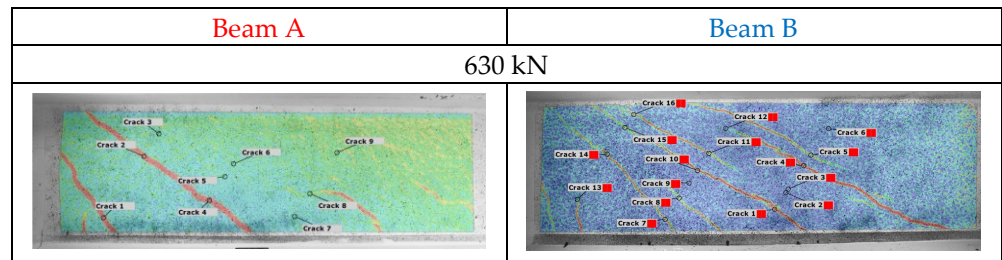 Beam A
Beam B
630 kN
Crack 3
Crack 2
Crack 9
Crack 6
Crack 5
Crack 1
Crack 4
Crack 8
Crack 7
Crack 16
Crack 12
Crack 6
Crack 15
Crack 11
Crack 14
Crack 10
Crack 5
Crack 4
Crack 13
Crack 9
Crack 3
Crack 8
Crack 2
Crack 7
Crack 1